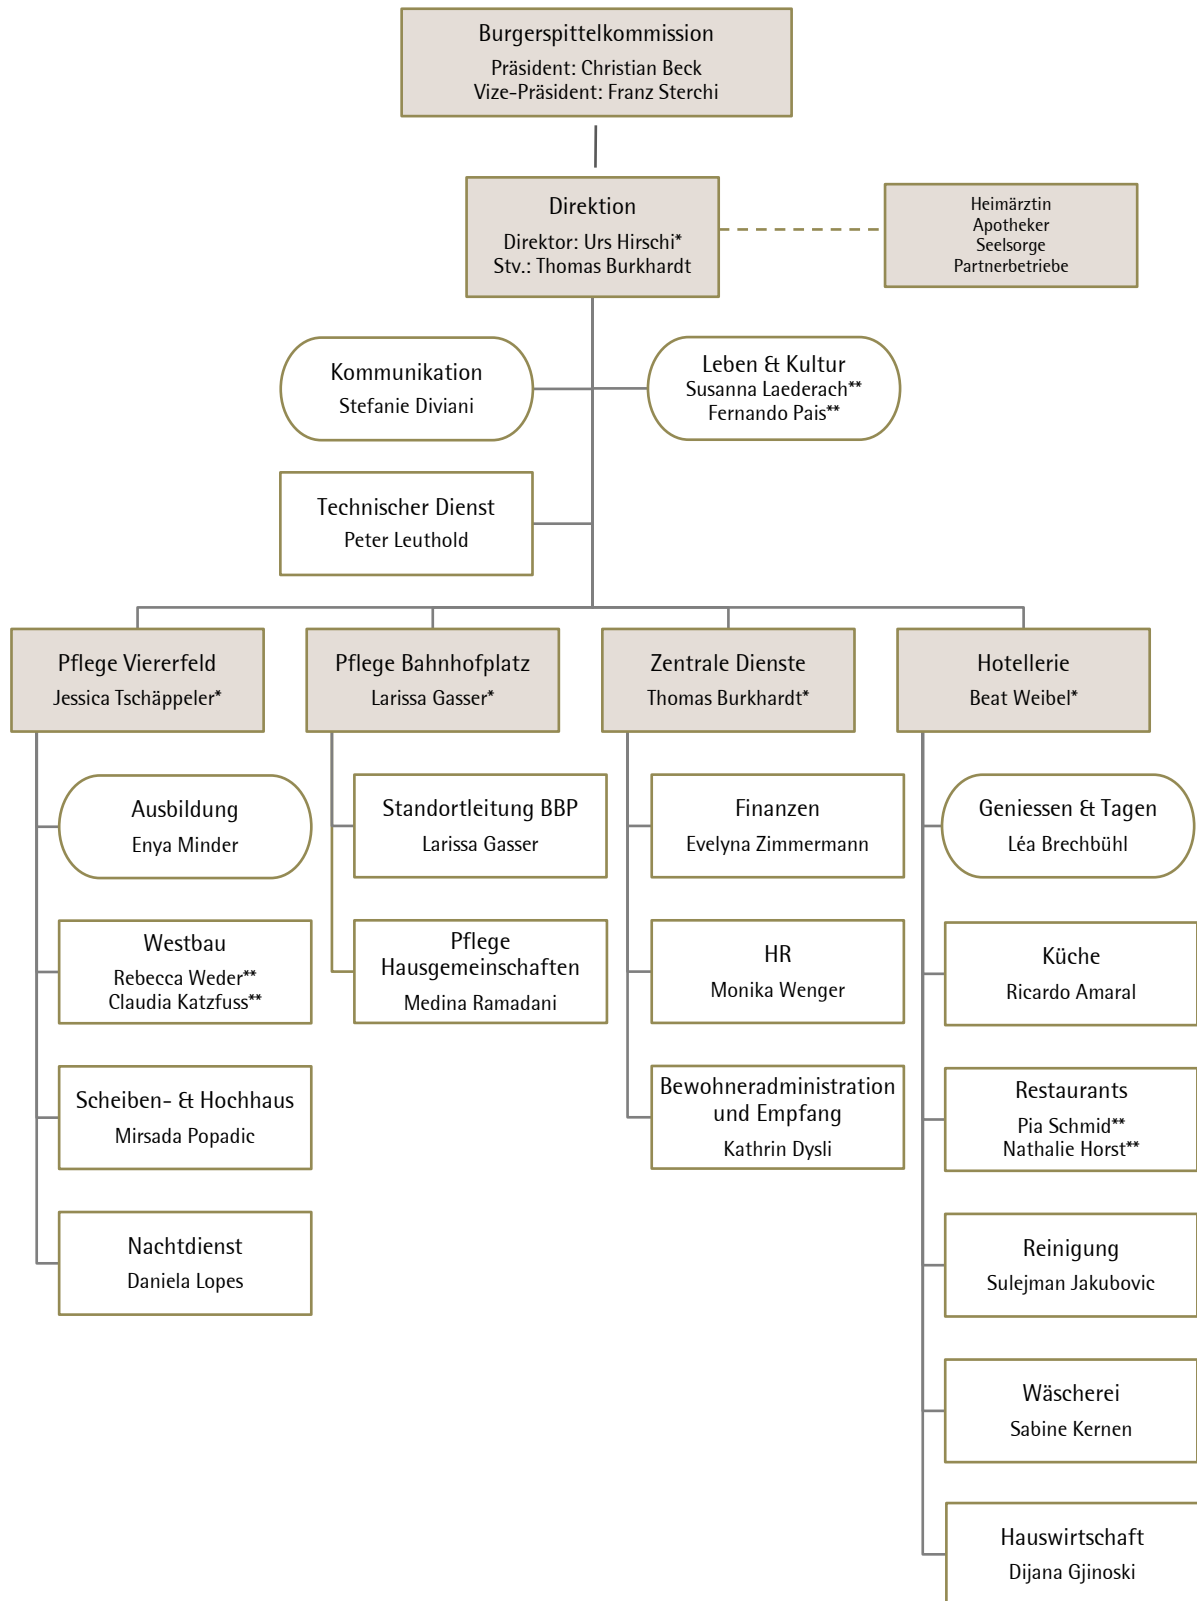 Burgerspittelkommission
Präsident: Christian Beck
Vize-Präsident: Franz Sterchi
Direktion
Direktor: Urs Hirschi*
Stv.: Thomas Burkhardt
Heimärztin
Apotheker
Seelsorge
Partnerbetriebe
Kommunikation
Stefanie Diviani
Leben & Kultur
Susanna Laederach**
Fernando Pais**
Technischer Dienst
Peter Leuthold
Pflege Viererfeld
Jessica Tschäppeler*
Pflege Bahnhofplatz
Larissa Gasser*
Zentrale Dienste
Thomas Burkhardt*
Hotellerie
Beat Weibel*
Ausbildung
Enya Minder
Standortleitung BBP
Larissa Gasser
Finanzen
Evelyna Zimmermann
Geniessen & Tagen
Léa Brechbühl
Westbau
Rebecca Weder**
Claudia Katzfuss**
Pflege
Hausgemeinschaften
Medina Ramadani
HR
Monika Wenger
Küche
Ricardo Amaral
Scheiben- & Hochhaus
Mirsada Popadic
Bewohneradministration
und Empfang
Kathrin Dysli
Restaurants
Pia Schmid**
Nathalie Horst**
Nachtdienst
Daniela Lopes
Reinigung
Sulejman Jakubovic
Wäscherei
Sabine Kernen
Hauswirtschaft
Dijana Gjinoski